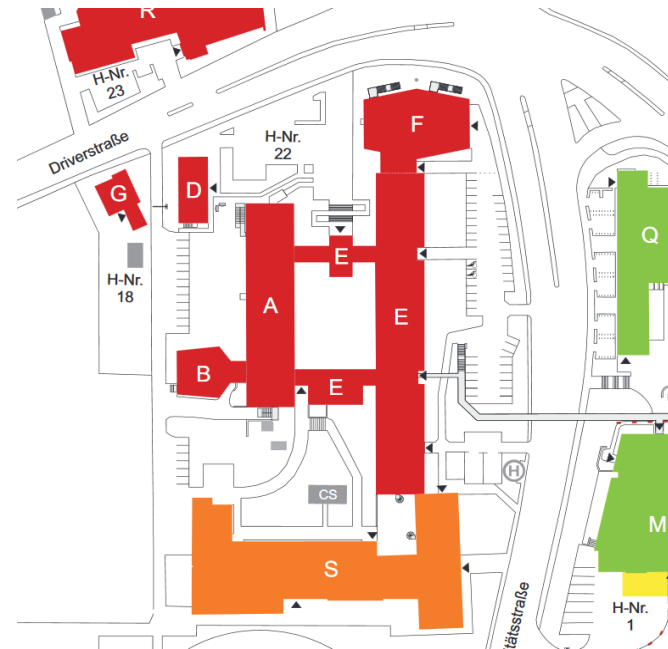 R
H-Nr.
23
Driverstraße
H-Nr.
22
F
G
D
Q
H-Nr.
18
E
A
E
B
E
CS
H
M
S
H-Nr.
1
tätsstraße